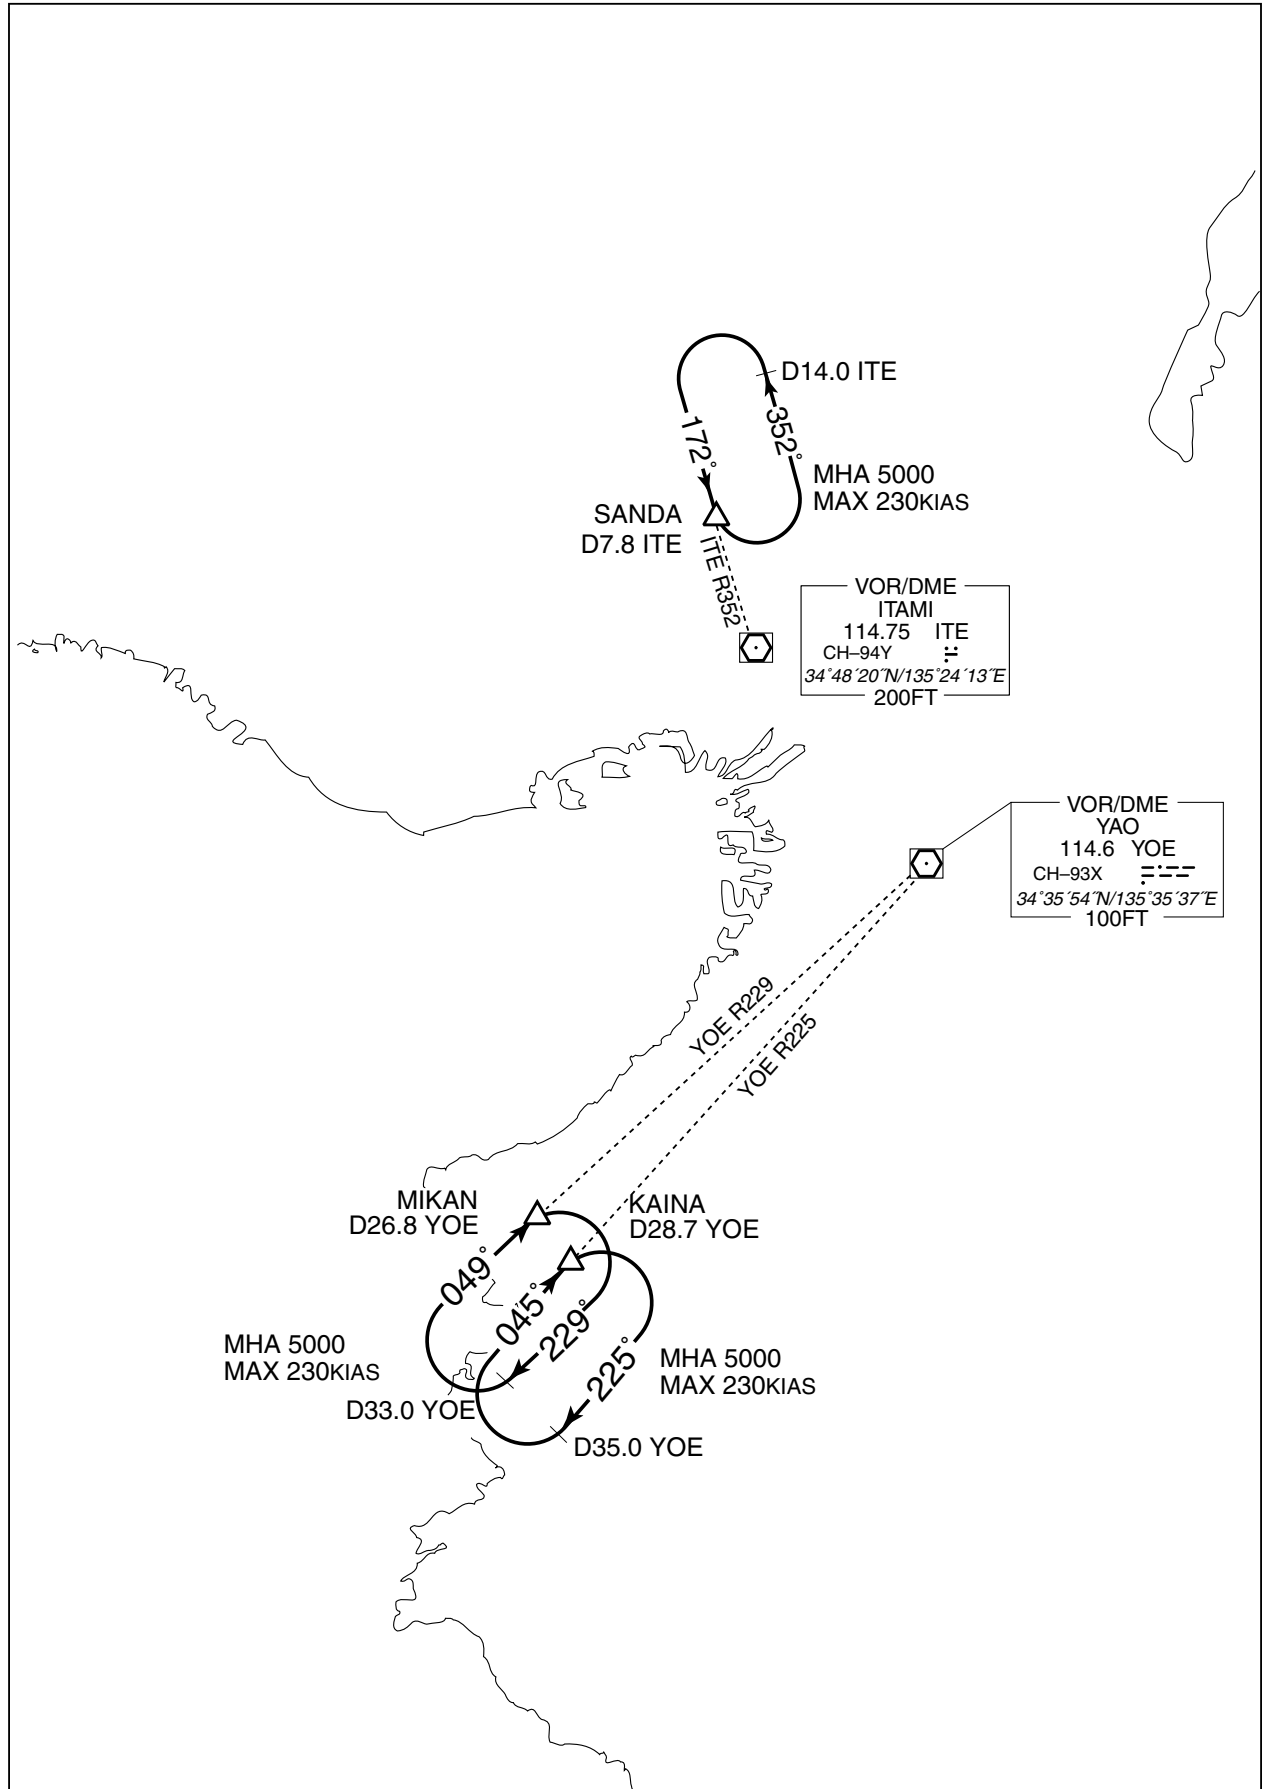 D14.0 ITE
352°
172°
MHA 5000
MAX 230KIAS
SANDA
D7.8 ITE
ITE R352
VOR/DME
ITAMI
114.75 ITE
CH–94Y
34°48´20˝N/135°24´13˝E
200FT
VOR/DME
YAO
114.6 YOE
CH–93X
34°35´54˝N/135°35´37˝E
100FT
YOE R229
YOE R225
MIKAN
D26.8 YOE
KAINA
D28.7 YOE
049°
045°
229°
225°
MHA 5000
MAX 230KIAS
MHA 5000
MAX 230KIAS
D33.0 YOE
D35.0 YOE